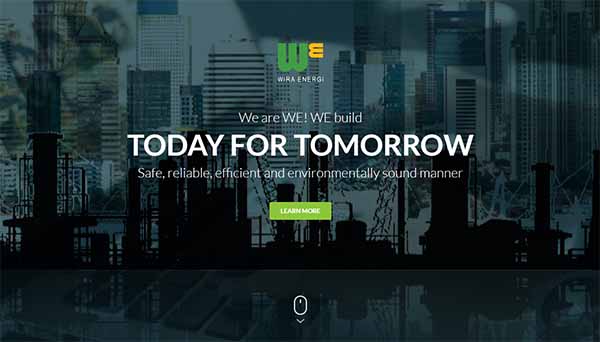 WE
WIRA ENERGI
We are WE! WE build
TODAY FOR TOMORROW
Safe, reliable, efficient and environmentally sound manner
LEARN MORE